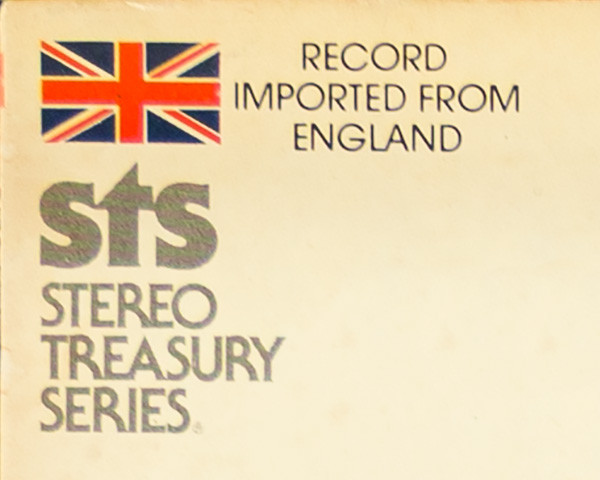 RECORD
IMPORTED FROM
ENGLAND
sts
STEREO
TREASURY
SERIES®